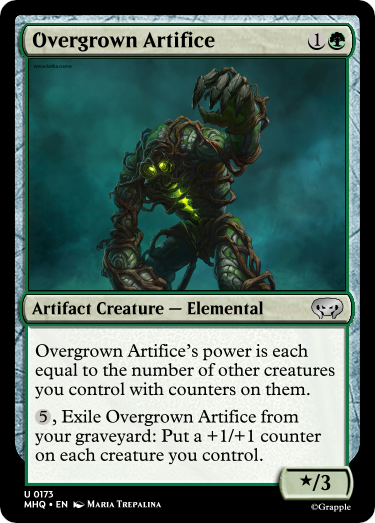 Overgrown Artifice 1
Artifact Creature — Elemental
Overgrown Artifice's power is each
equal to the number of other creatures
you control with counters on them.
5, Exile Overgrown Artifice from
your graveyard: Put a +1/+1 counter
on each creature you control.
★/3
U 0173
MHQ • EN Maria Trepalina
©Grapple